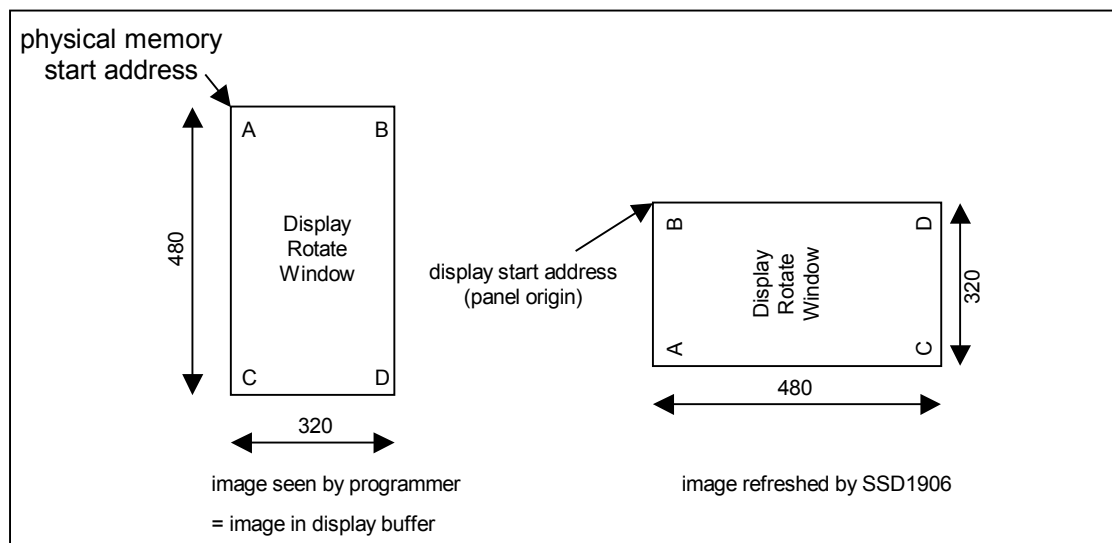 physical memory
start address
A
B
480
Display
Rotate
Window
C
D
320
image seen by programmer
= image in display buffer
display start address
(panel origin)
B
D
Display
Rotate
Window
320
A
C
480
image refreshed by SSD1906